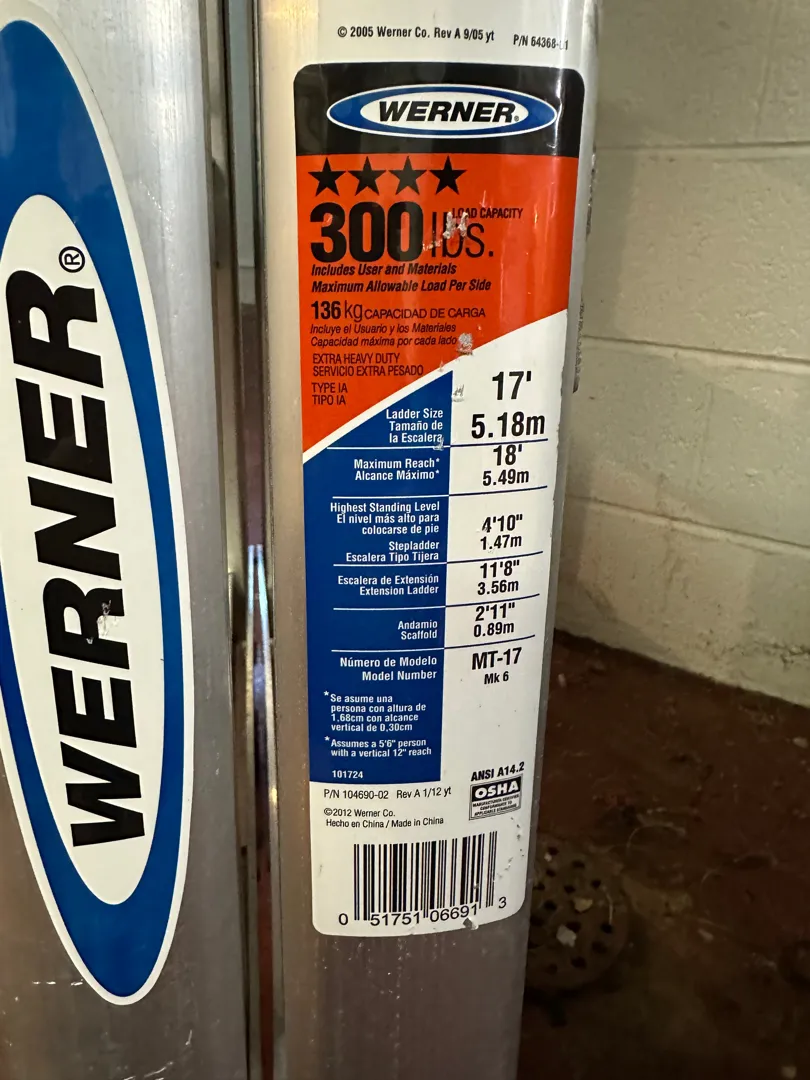 © 2005 Werner Co. Rev A 9/05 yt P/N 64368-
WERNER®
WERNER®
LOAD CAPACITY
300 lbs.
Includes User and Materials
Maximum Allowable Load Per Side
136 kg CAPACIDAD DE CARGA
Incluye el Usuario y los Materiales
Capacidad máxima por cada lado
EXTRA HEAVY DUTY
SERVICIO EXTRA PESADO
TYPE IA
TIPO IA
Ladder Size
Tamaño de
la Escalera
17'
5.18m
Maximum Reach*
Alcance Máximo*
18'
5.49m
Highest Standing Level
El nivel más alto para
colocarse de pie
Stepladder
Escalera Tipo Tijera
4'10"
1.47m
Escalera de Extensión
Extension Ladder
11'8"
3.56m
Andamio
Scaffold
2'11"
0.89m
Número de Modelo
Model Number
MT-17
Mk 6
*Se asume una
persona con altura de
1.68cm con alcance
vertical de 0,30cm
*Assumes a 5'6" person
with a vertical 12" reach
101724
ANSI A14.2
OSHA
MANUFACTURER CERTIFIES
CONFORMANCE TO
APPLICABLE STANDARDS
P/N 104690-02 Rev A 1/12 yt
©2012 Werner Co.
Hecho en China / Made in China
0 51751 06691 3